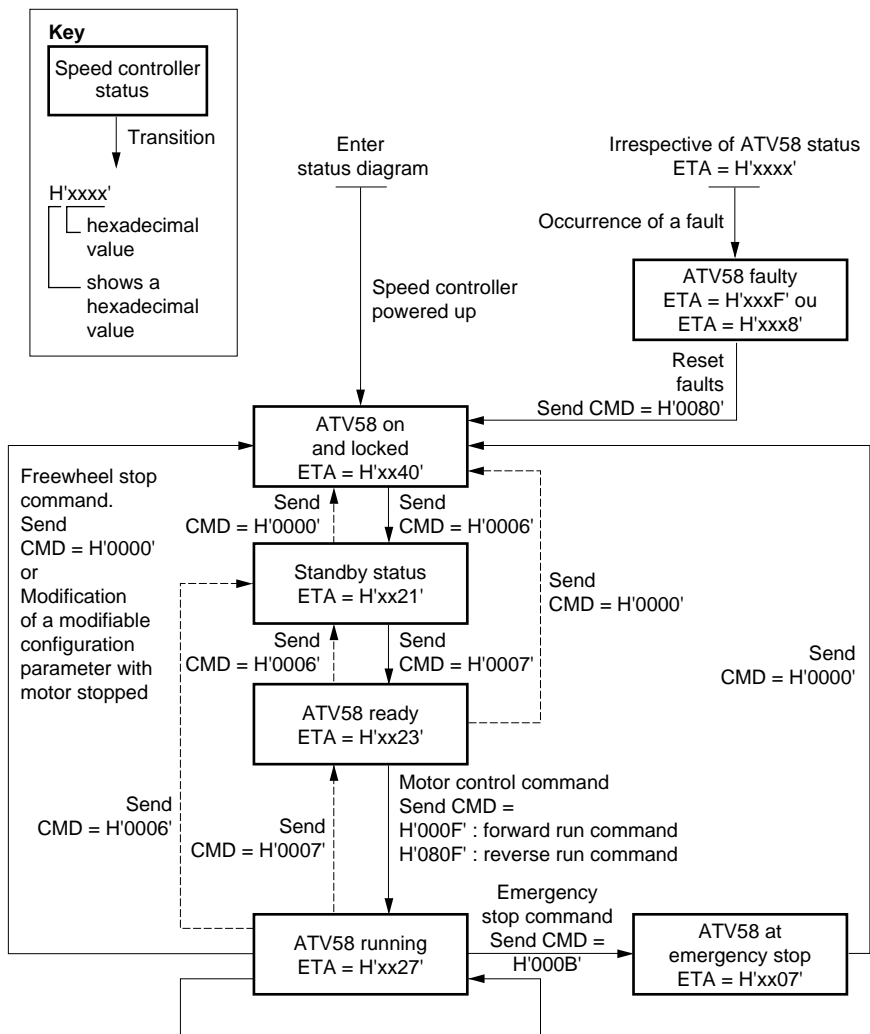 Key
Speed controller
status
Transition
H'xxxx'
hexadecimal
value
shows a
hexadecimal
value
Enter
status diagram
Irrespective of ATV58 status
ETA = H'xxxx'
Occurrence of a fault
Speed controller
powered up
ATV58 faulty
ETA = H'xxxF' ou
ETA = H'xxx8'
Reset
faults
Send CMD = H'0080'
ATV58 on
and locked
ETA = H'xx40'
Freewheel stop
command.
Send
CMD = H'0000'
or
Modification
of a modifiable
configuration
parameter with
motor stopped
Send
CMD = H'0000'
Send
CMD = H'0006'
Standby status
ETA = H'xx21'
Send
CMD = H'0000'
Send
CMD = H'0006'
Send
CMD = H'0007'
Send
CMD = H'0000'
ATV58 ready
ETA = H'xx23'
Motor control command
Send CMD =
H'000F' : forward run command
H'080F' : reverse run command
Send
CMD = H'0006'
Send
CMD = H'0007'
ATV58 running
ETA = H'xx27'
Emergency
stop command
Send CMD =
H'000B'
ATV58 at
emergency stop
ETA = H'xx07'